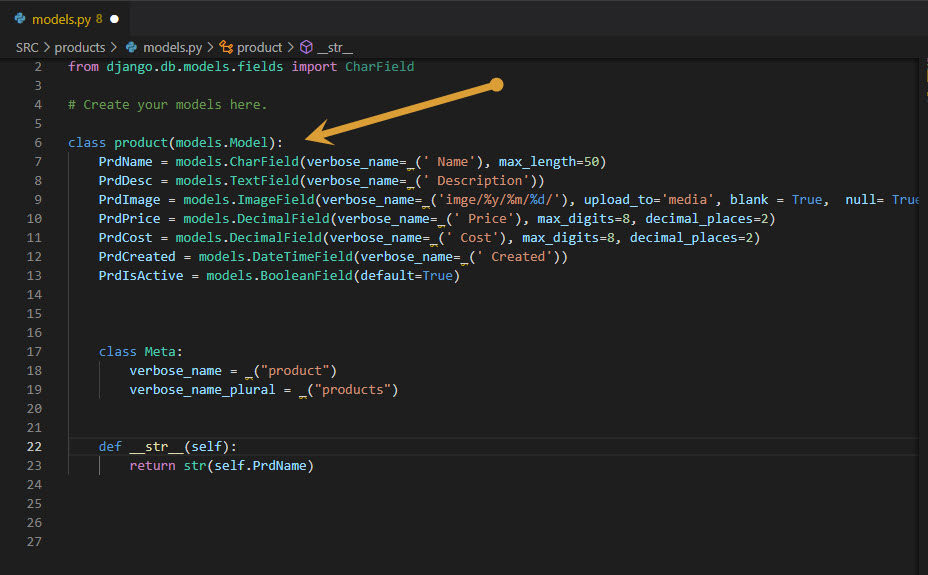 models.py 8
SRC > products > models.py > product > __str__
2 from django.db.models.fields import CharField
3
4 # Create your models here.
5
6 class product(models.Model):
7 PrdName = models.CharField(verbose_name=_(' Name'), max_length=50)
8 PrdDesc = models.TextField(verbose_name=_(' Description'))
9 PrdImage = models.ImageField(verbose_name=_('imge/%y/%m/%d/'), upload_to='media', blank = True, null= True
10 PrdPrice = models.DecimalField(verbose_name=_(' Price'), max_digits=8, decimal_places=2)
11 PrdCost = models.DecimalField(verbose_name=_(' Cost'), max_digits=8, decimal_places=2)
12 PrdCreated = models.DateTimeField(verbose_name=_(' Created'))
13 PrdIsActive = models.BooleanField(default=True)
14
15
16
17 class Meta:
18 verbose_name = _("product")
19 verbose_name_plural = _("products")
20
21
22 def __str__(self):
23 return str(self.PrdName)
24
25
26
27